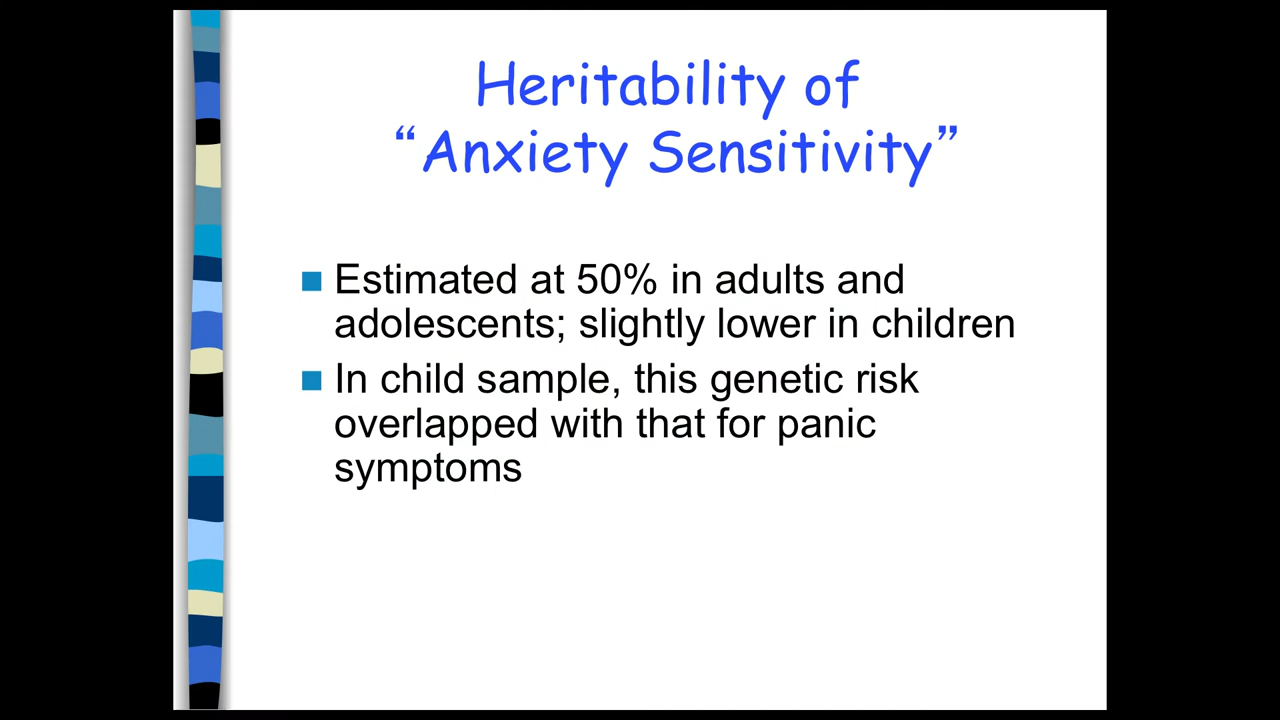 Heritability of
“Anxiety Sensitivity”
Estimated at 50% in adults and
adolescents; slightly lower in children
In child sample, this genetic risk
overlapped with that for panic
symptoms